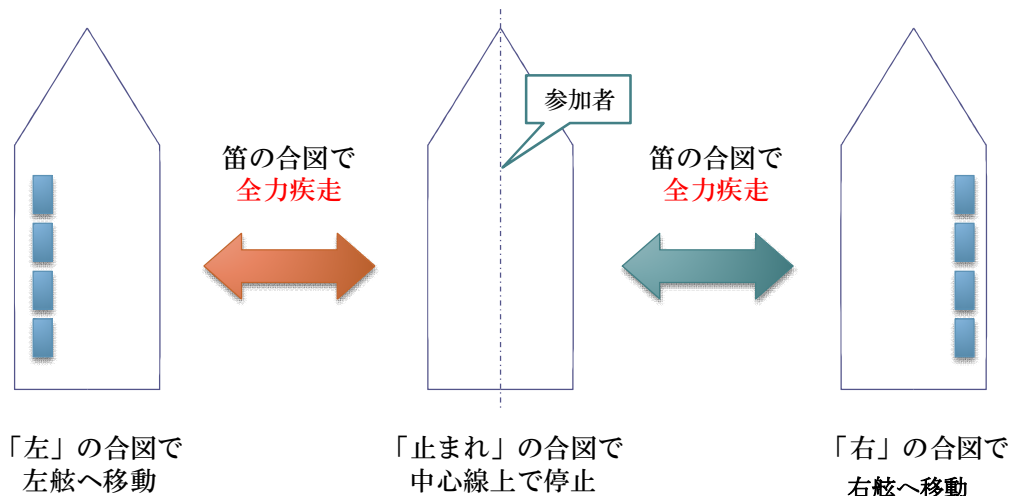 参加者
笛の合図で
全力疾走
笛の合図で
全力疾走
「左」の合図で
左舷へ移動
「止まれ」の合図で
中心線上で停止
「右」の合図で
右舷へ移動